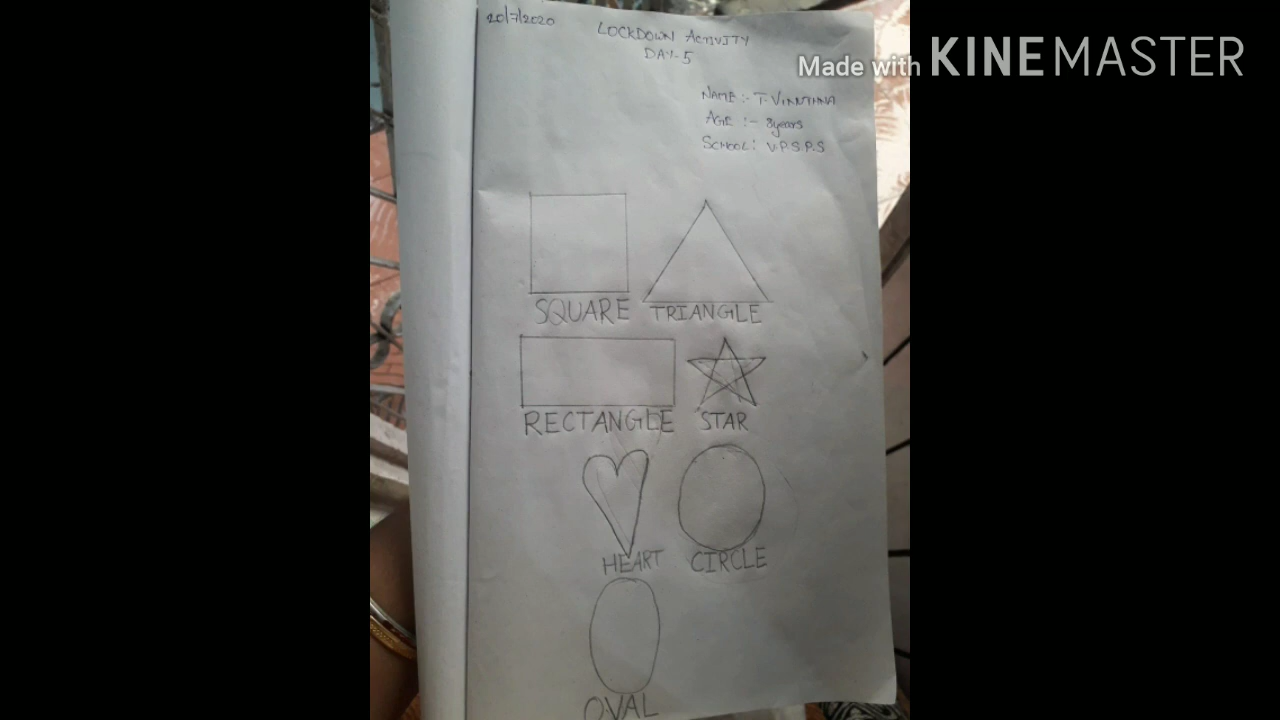 20/7/2020
LOCKDOWN ACTIVITY
DAY-5
Made with KINEMASTER
NAME :- T.
AGE :- 8years
SCHOOL: V.P.S.P.S
SQUARE TRIANGLE
RECTANGLE STAR
HEART CIRCLE
OVAL